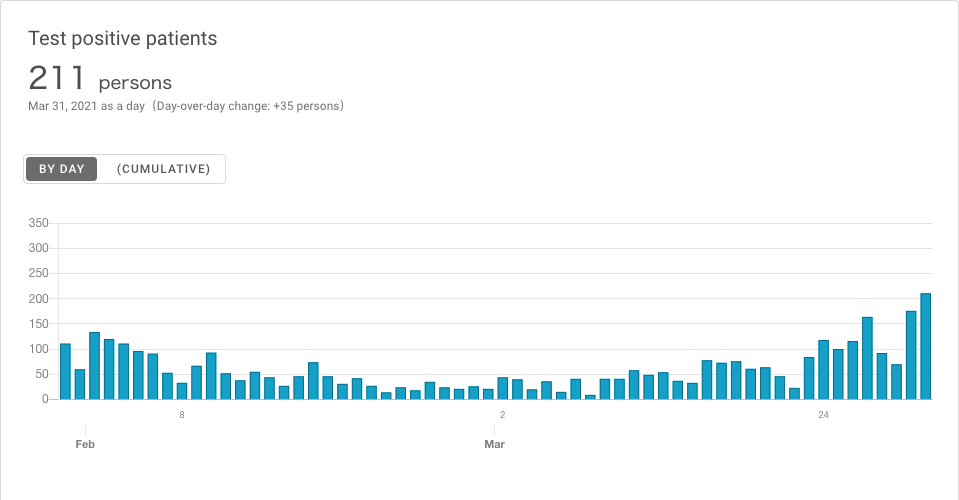 Test positive patients
211 persons
Mar 31, 2021 as a day（Day-over-day change: +35 persons）
BY DAY (CUMULATIVE)
350
300
250
200
150
100
50
0
8 2 24
Feb Mar